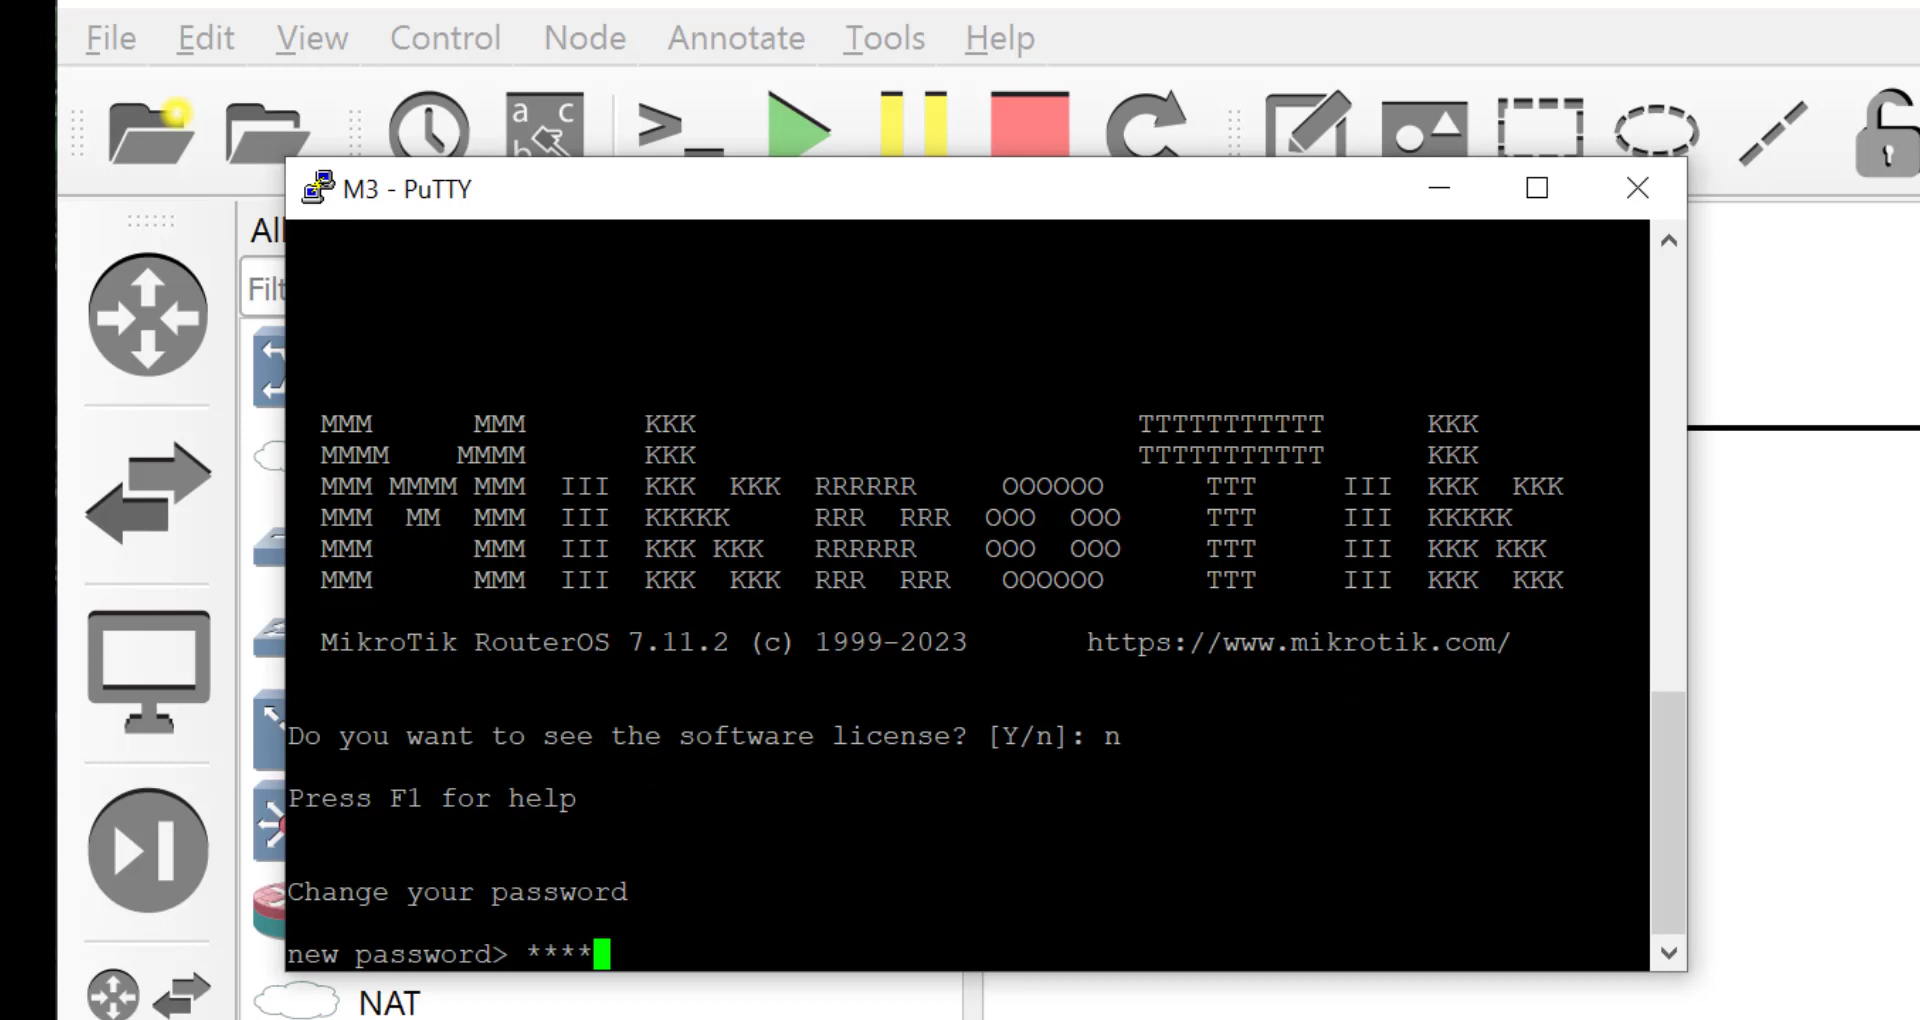 File Edit View Control Node Annotate Tools Help
a c
b
>_
M3 - PuTTY
All
Filt
MMM      MMM       KKK                          TTTTTTTTTTT      KKK
MMMM    MMMM       KKK                          TTTTTTTTTTT      KKK
MMM MMMM MMM  III  KKK  KKK  RRRRRR     OOOOOO      TTT     III  KKK  KKK
MMM  MM  MMM  III  KKKKK     RRR  RRR  OOO  OOO     TTT     III  KKKKK
MMM      MMM  III  KKK KKK   RRRRRR    OOO  OOO     TTT     III  KKK KKK
MMM      MMM  III  KKK  KKK  RRR  RRR   OOOOOO      TTT     III  KKK  KKK
MikroTik RouterOS 7.11.2 (c) 1999-2023       https://www.mikrotik.com/
Do you want to see the software license? [Y/n]: n
Press F1 for help
Change your password
new password> ****
NAT